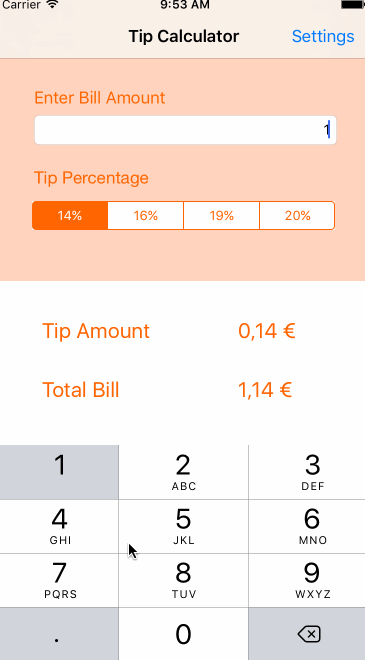 Carrier 9:53 AM
Tip Calculator Settings
Enter Bill Amount
1
Tip Percentage
14% 16% 19% 20%
Tip Amount 0,14 €
Total Bill 1,14 €
1 2 3
ABC DEF
4 5 6
GHI JKL MNO
7 8 9
PQRS TUV WXYZ
. 0